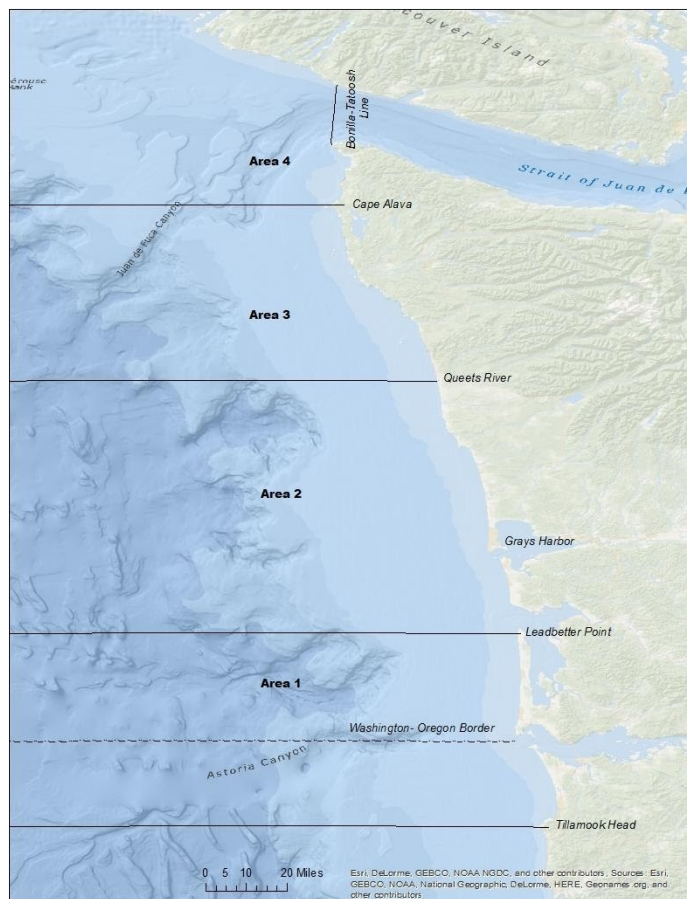 couver Island
érouse
ank
Bonilla-Tatoosh
Line
Area 4
Strait of Juan de
Cape Alava
Juan de Fuca Canyon
Area 3
Queets River
Area 2
Grays Harbor
Leadbetter Point
Area 1
Washington- Oregon Border
Astoria Canyon
Tillamook Head
0 5 10 20 Miles
Esri, DeLorme, GEBCO, NOAA NGDC, and other contributors, Sources: Esri,
GEBCO, NOAA, National Geographic, DeLorme, HERE, Geonames.org, and
other contributors